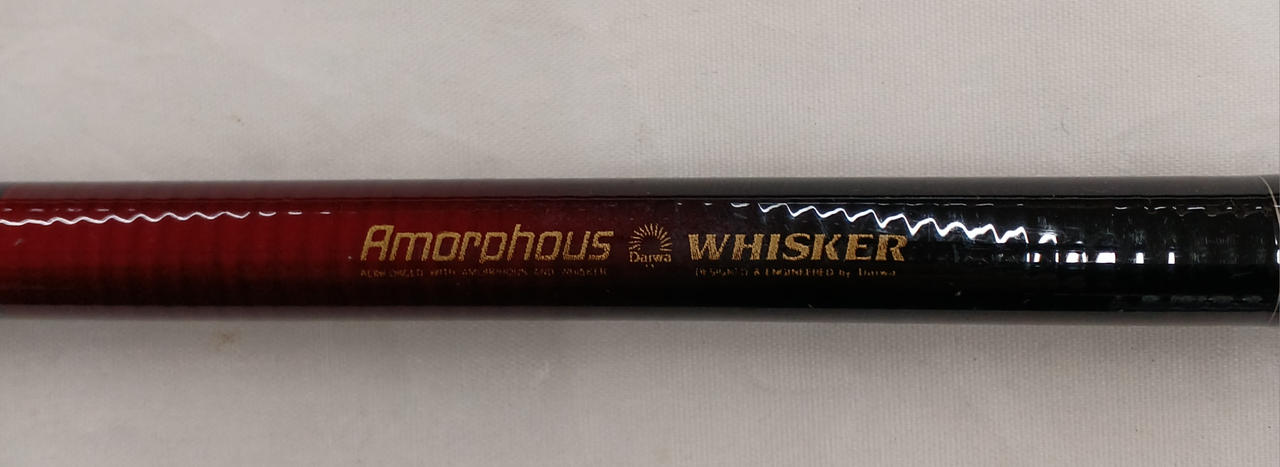 Amorphous Daiwa WHISKER
REINFORCED WITH AMORPHOUS AND WHISKER DESIGNED & ENGINEERED by Daiwa